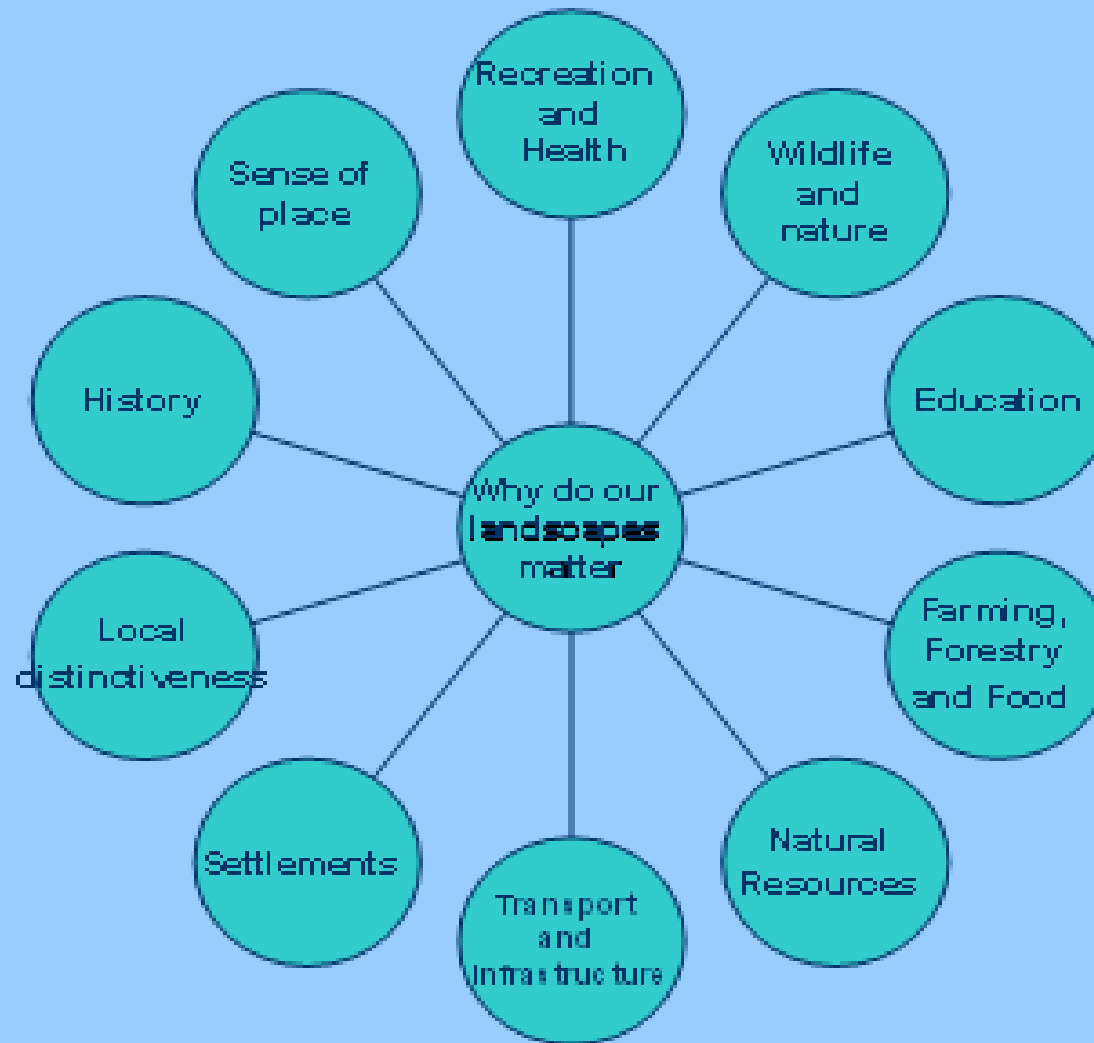 Recreation
and
Health
Wildlife
and
nature
Education
Farming,
Forestry
and Food
Natural
Resources
Transport
and
Infrastructure
Settlements
Local
distinctiveness
History
Sense of
place
Why do our
landscapes
matter